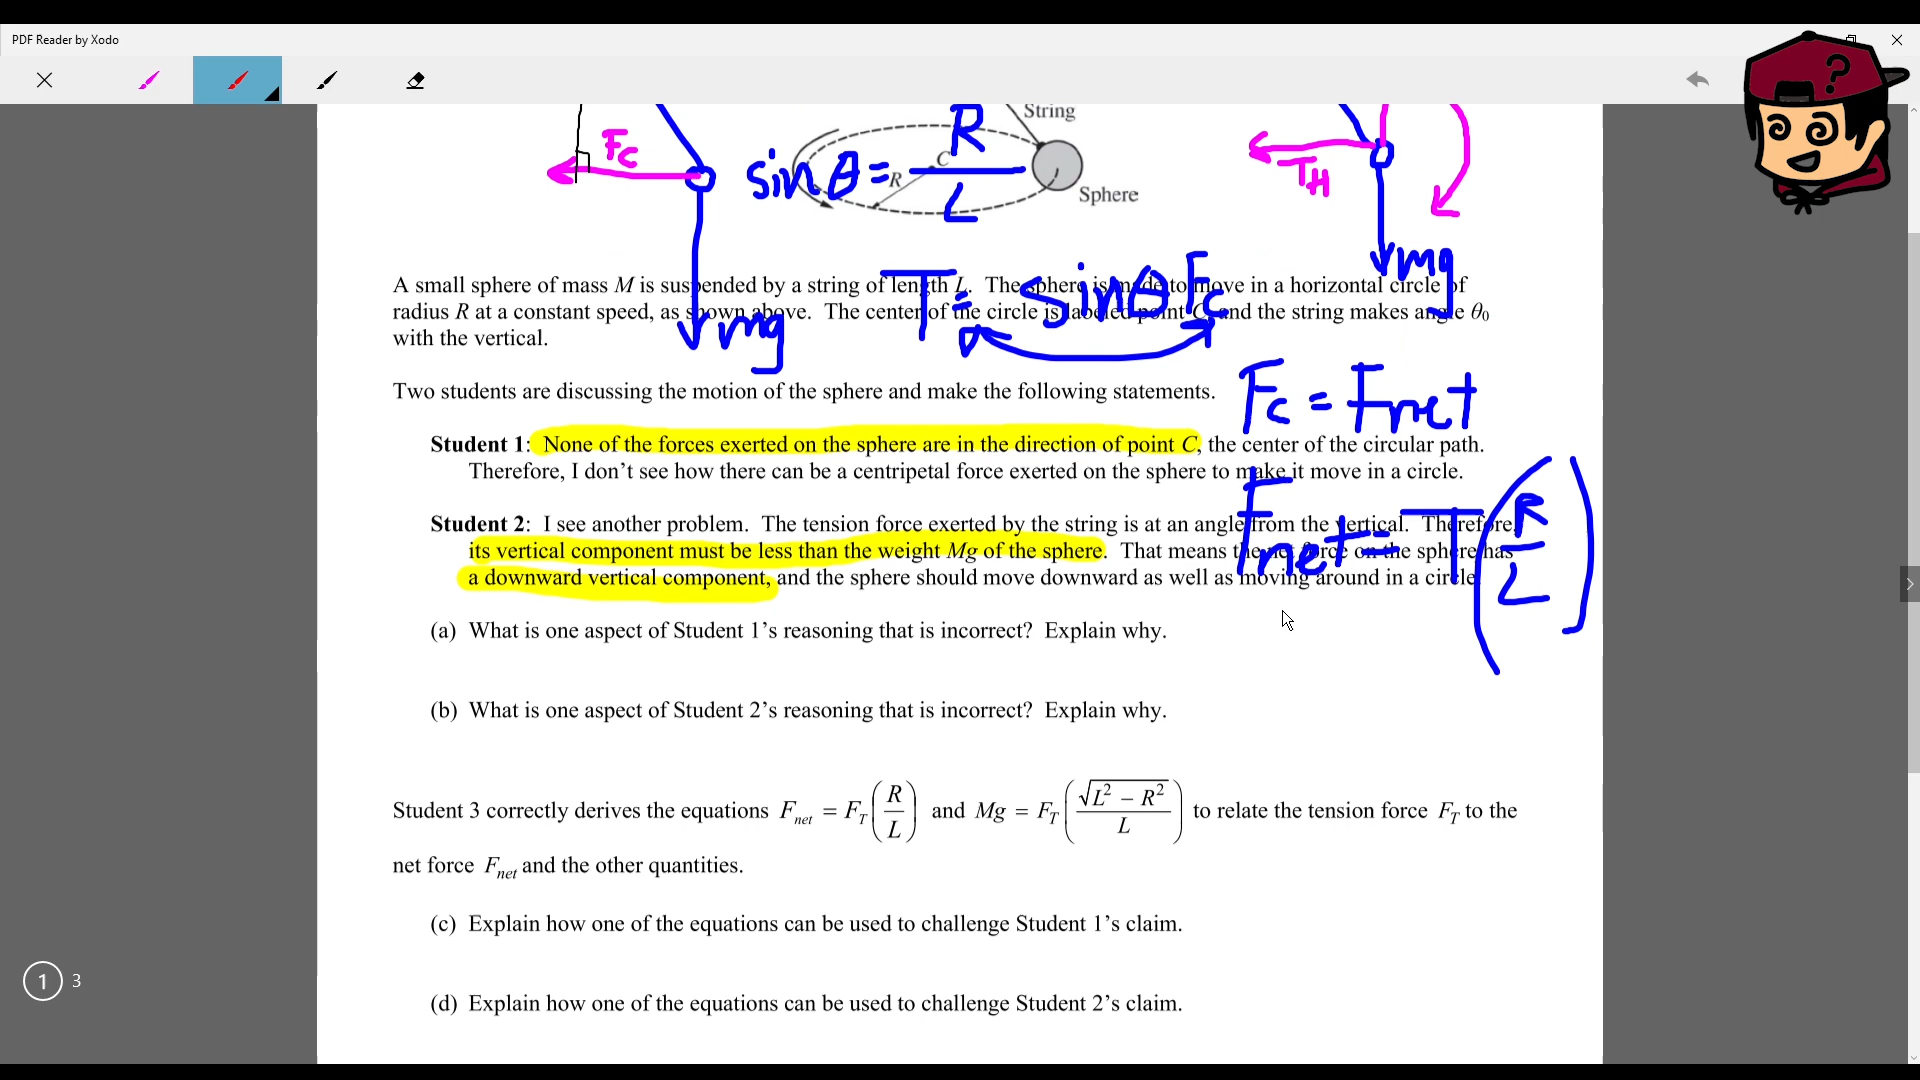 PDF Reader by Xodo
?
String
R
C
Fc
sinθ = R/L
R
Sphere
TH
mg
mg
T = sinθ Fc
A small sphere of mass M is suspended by a string of length L. The sphere is made to move in a horizontal circle of
radius R at a constant speed, as shown above. The center of the circle is labeled point C, and the string makes angle θ0
with the vertical.
Two students are discussing the motion of the sphere and make the following statements.
Fc = Fnet
Student 1: None of the forces exerted on the sphere are in the direction of point C, the center of the circular path.
Therefore, I don't see how there can be a centripetal force exerted on the sphere to make it move in a circle.
Student 2: I see another problem. The tension force exerted by the string is at an angle from the vertical. Therefore,
its vertical component must be less than the weight Mg of the sphere. That means the net force on the sphere has
a downward vertical component, and the sphere should move downward as well as moving around in a circle.
Fnet = T(R/L)
(a) What is one aspect of Student 1's reasoning that is incorrect? Explain why.
(b) What is one aspect of Student 2's reasoning that is incorrect? Explain why.
Student 3 correctly derives the equations Fnet = FT(R/L) and Mg = FT(√(L² − R²)/L) to relate the tension force FT to the
net force Fnet and the other quantities.
(c) Explain how one of the equations can be used to challenge Student 1's claim.
(d) Explain how one of the equations can be used to challenge Student 2's claim.
1 3